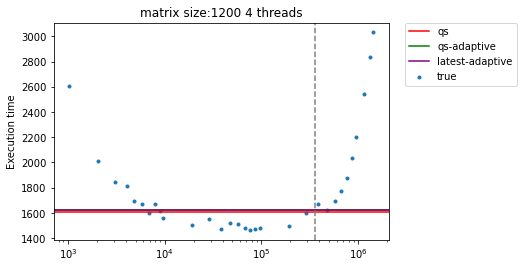 matrix size:1200 4 threads
Execution time
3000
2800
2600
2400
2200
2000
1800
1600
1400
10³
10⁴
10⁵
10⁶
qs
qs-adaptive
latest-adaptive
true